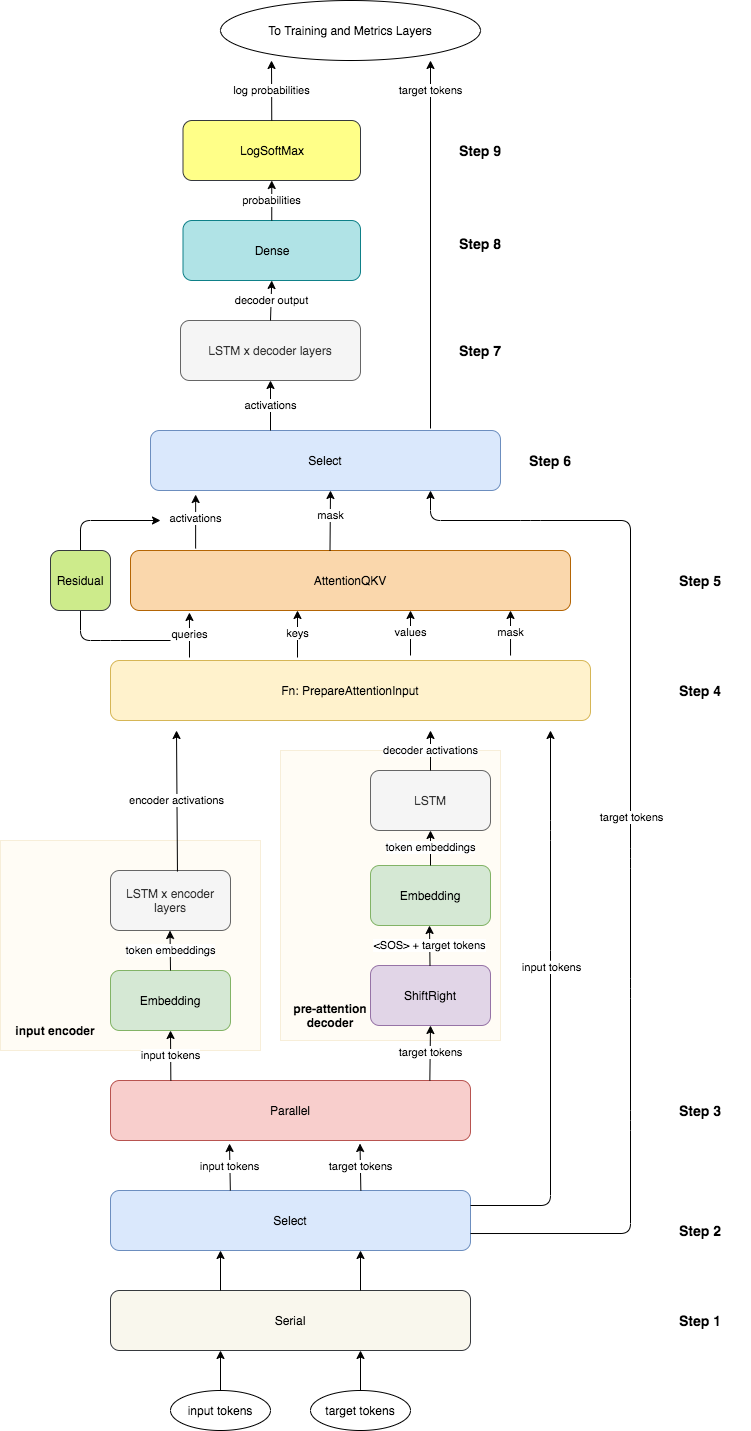 To Training and Metrics Layers
log probabilities
target tokens
LogSoftMax
Step 9
probabilities
Dense
Step 8
decoder output
LSTM x decoder layers
Step 7
activations
Select
Step 6
activations
mask
Residual
AttentionQKV
Step 5
queries
keys
values
mask
Fn: PrepareAttentionInput
Step 4
decoder activations
encoder activations
LSTM
target tokens
token embeddings
LSTM x encoder
layers
Embedding
token embeddings
<SOS> + target tokens
input tokens
Embedding
ShiftRight
pre-attention
decoder
input encoder
input tokens
target tokens
Parallel
Step 3
input tokens
target tokens
Select
Step 2
Serial
Step 1
input tokens
target tokens